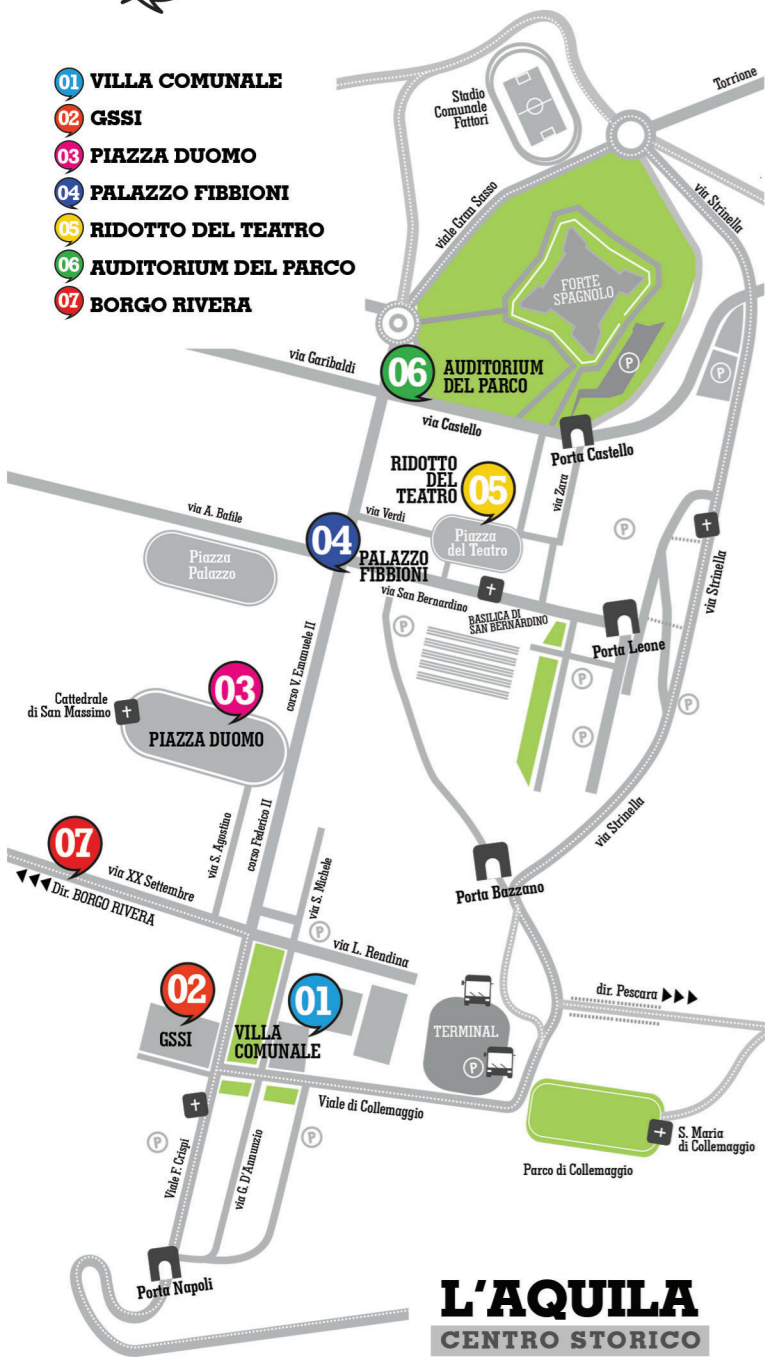 01 VILLA COMUNALE
02 GSSI
03 PIAZZA DUOMO
04 PALAZZO FIBBIONI
05 RIDOTTO DEL TEATRO
06 AUDITORIUM DEL PARCO
07 BORGO RIVERA
Stadio
Comunale
Fattori
Torrione
viale Gran Sasso
via Strinella
FORTE
SPAGNOLO
P
via Garibaldi
06
AUDITORIUM
DEL PARCO
via Castello
Porta Castello
RIDOTTO
DEL
TEATRO
05
via Zara
via A. Bafile
via Verdi
Piazza
del Teatro
P
04
PALAZZO
FIBBIONI
Piazza
Palazzo
via Strinella
via San Bernardino
BASILICA DI
SAN BERNARDINO
P
Porta Leone
corso V. Emanuele II
03
Cattedrale
di San Massimo
PIAZZA DUOMO
P
P
P
via Strinella
via S. Agostino
corso Federico II
07
via XX Settembre
Dir. BORGO RIVERA
via S. Michele
Porta Bazzano
P
via L. Rendina
02
GSSI
01
VILLA
COMUNALE
dir. Pescara
TERMINAL
P
Viale di Collemaggio
P
P
Viale F. Crispi
via G. D'Annunzio
S. Maria
di Collemaggio
Parco di Collemaggio
Porta Napoli
L'AQUILA
CENTRO STORICO